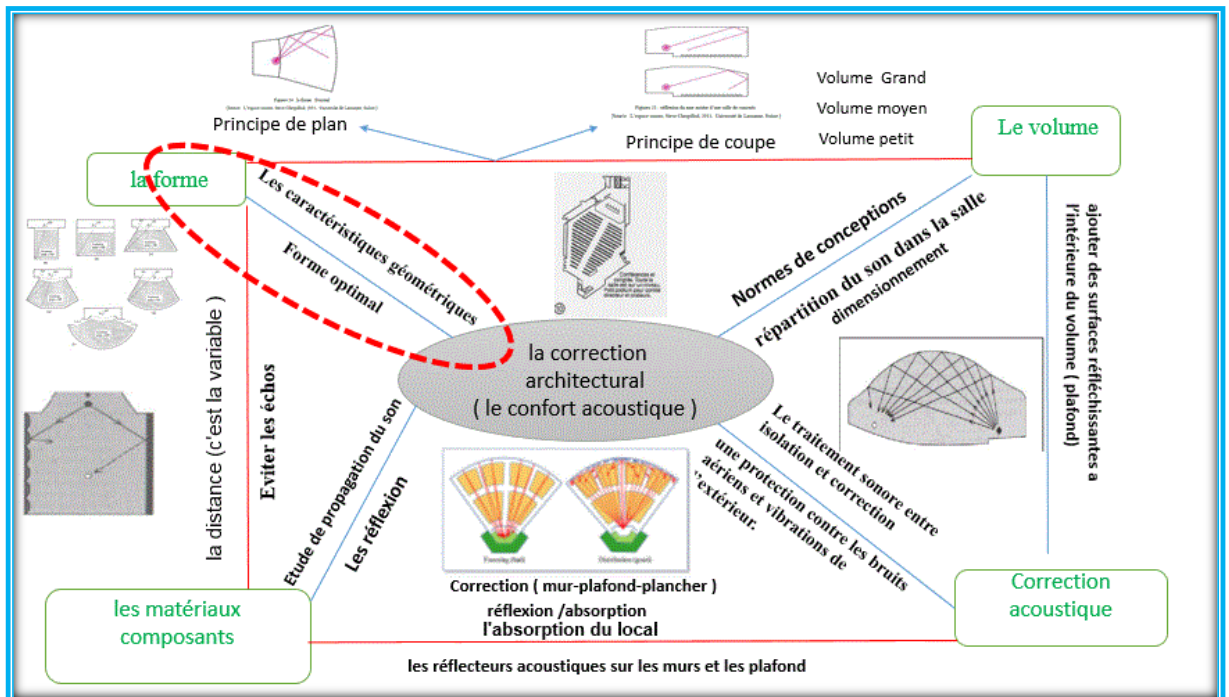 Principe de plan
Principe de coupe
Volume Grand
Volume moyen
Volume petit
la forme
Le volume
Les caractéristiques géométriques
Forme optimal
Normes de conceptions
répartition du son dans la salle
dimensionnement
ajouter des surfaces réfléchissantes a
l'intérieure du volume ( plafond)
la distance (c'est la variable )
Eviter les échos
la correction
architectural
( le confort acoustique )
Etude de propagation du son
Les réflexion
Le traitement sonore entre
isolation et correction
une protection contre les bruits
aériens et vibrations de
l'extérieur.
Correction ( mur-plafond-plancher )
réflexion /absorption
l'absorption du local
les matériaux
composants
Correction
acoustique
les réflecteurs acoustiques sur les murs et les plafond